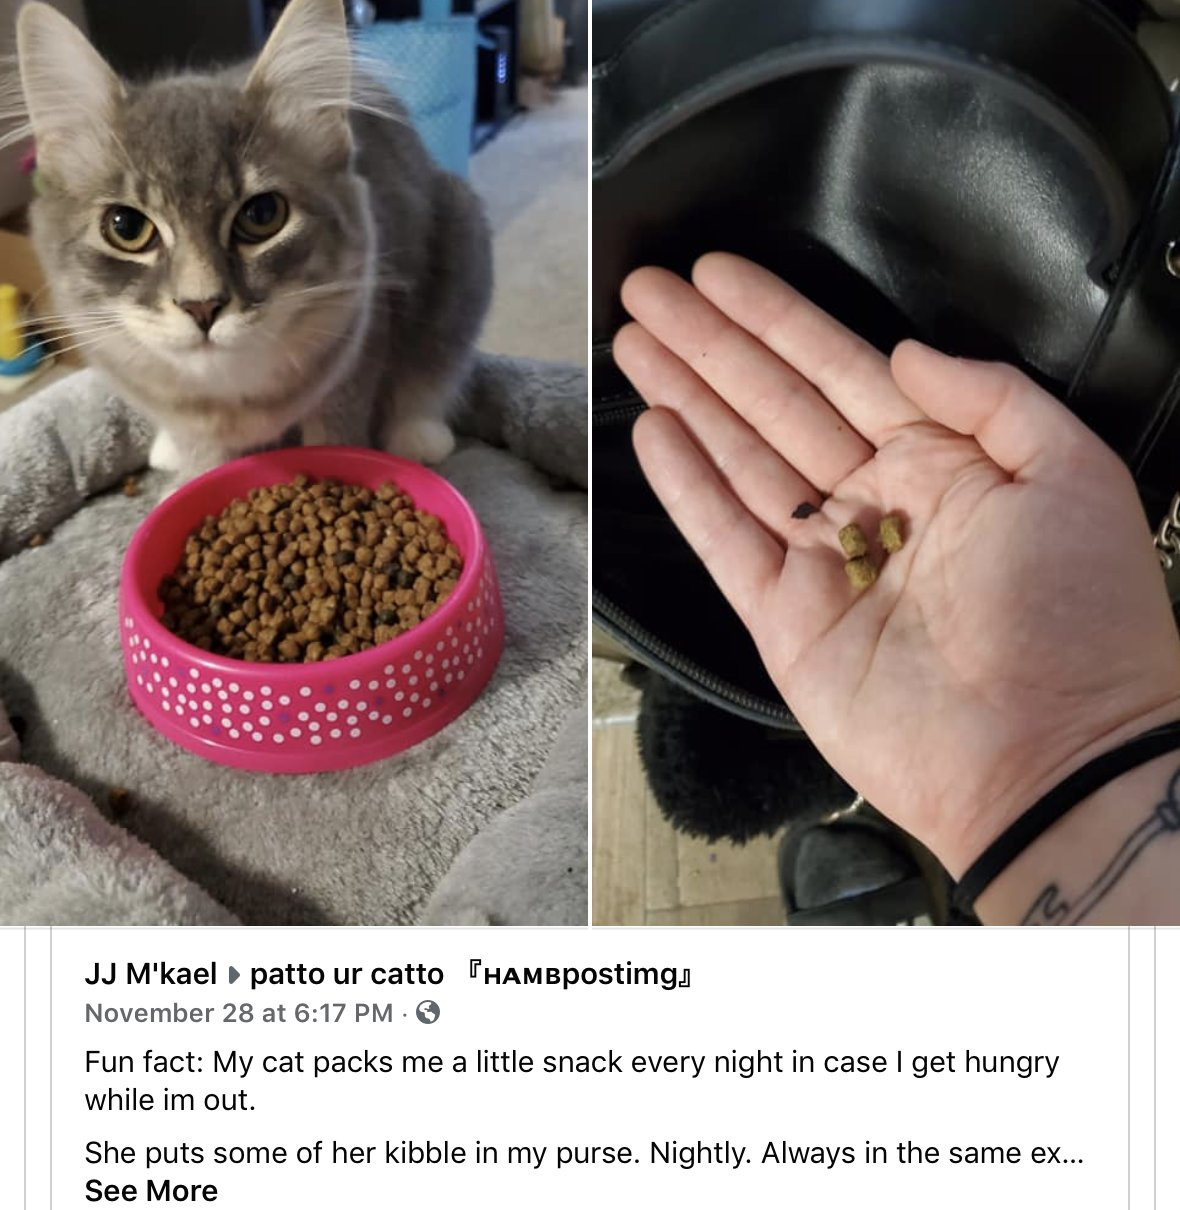 JJ M'kael ▸ patto ur catto 『ʜᴀᴍʙpostimg』
November 28 at 6:17 PM ·
Fun fact: My cat packs me a little snack every night in case I get hungry
while im out.
She puts some of her kibble in my purse. Nightly. Always in the same ex...
See More